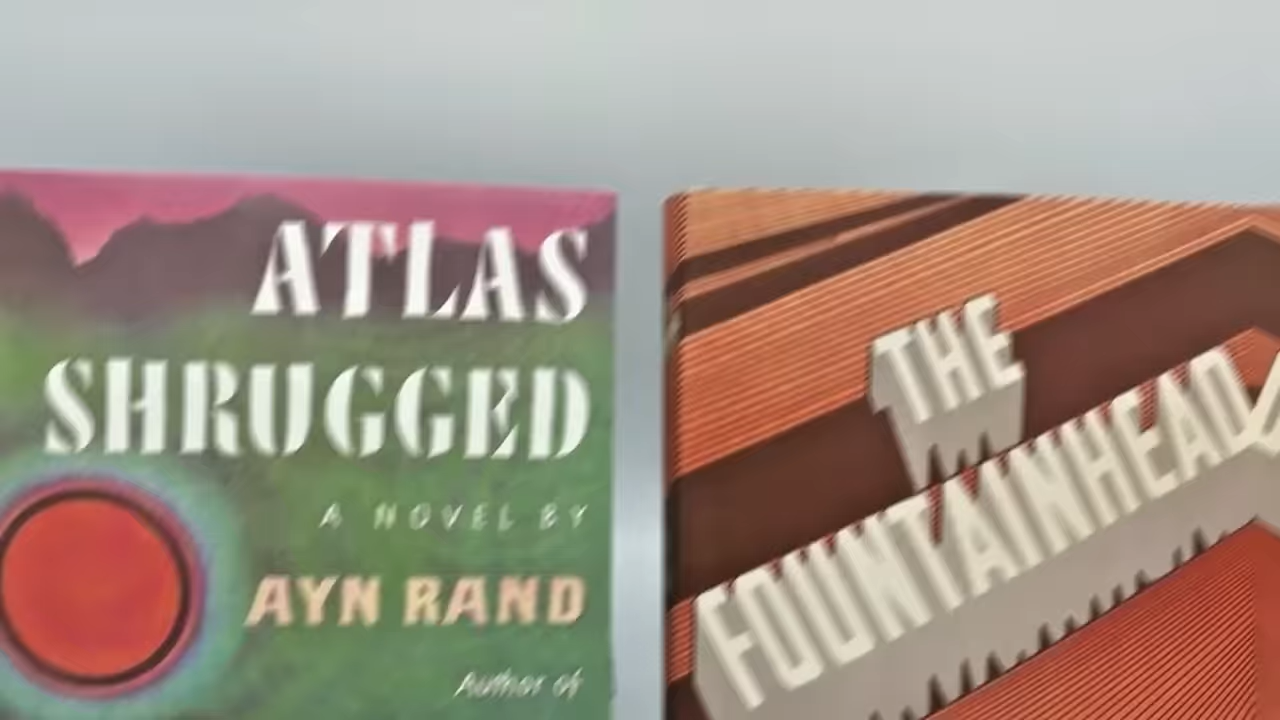 ATLAS
SHRUGGED
A NOVEL BY
AYN RAND
Author of
THE
FOUNTAINHEAD